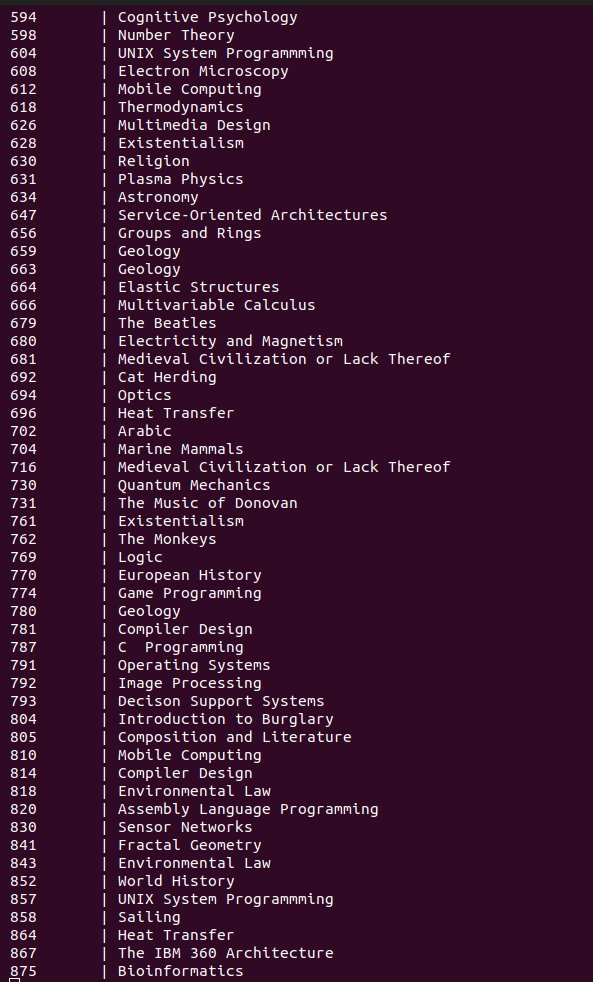 594 | Cognitive Psychology
598 | Number Theory
604 | UNIX System Programmming
608 | Electron Microscopy
612 | Mobile Computing
618 | Thermodynamics
626 | Multimedia Design
628 | Existentialism
630 | Religion
631 | Plasma Physics
634 | Astronomy
647 | Service-Oriented Architectures
656 | Groups and Rings
659 | Geology
663 | Geology
664 | Elastic Structures
666 | Multivariable Calculus
679 | The Beatles
680 | Electricity and Magnetism
681 | Medieval Civilization or Lack Thereof
692 | Cat Herding
694 | Optics
696 | Heat Transfer
702 | Arabic
704 | Marine Mammals
716 | Medieval Civilization or Lack Thereof
730 | Quantum Mechanics
731 | The Music of Donovan
761 | Existentialism
762 | The Monkeys
769 | Logic
770 | European History
774 | Game Programming
780 | Geology
781 | Compiler Design
787 | C  Programming
791 | Operating Systems
792 | Image Processing
793 | Decison Support Systems
804 | Introduction to Burglary
805 | Composition and Literature
810 | Mobile Computing
814 | Compiler Design
818 | Environmental Law
820 | Assembly Language Programming
830 | Sensor Networks
841 | Fractal Geometry
843 | Environmental Law
852 | World History
857 | UNIX System Programmming
858 | Sailing
864 | Heat Transfer
867 | The IBM 360 Architecture
875 | Bioinformatics